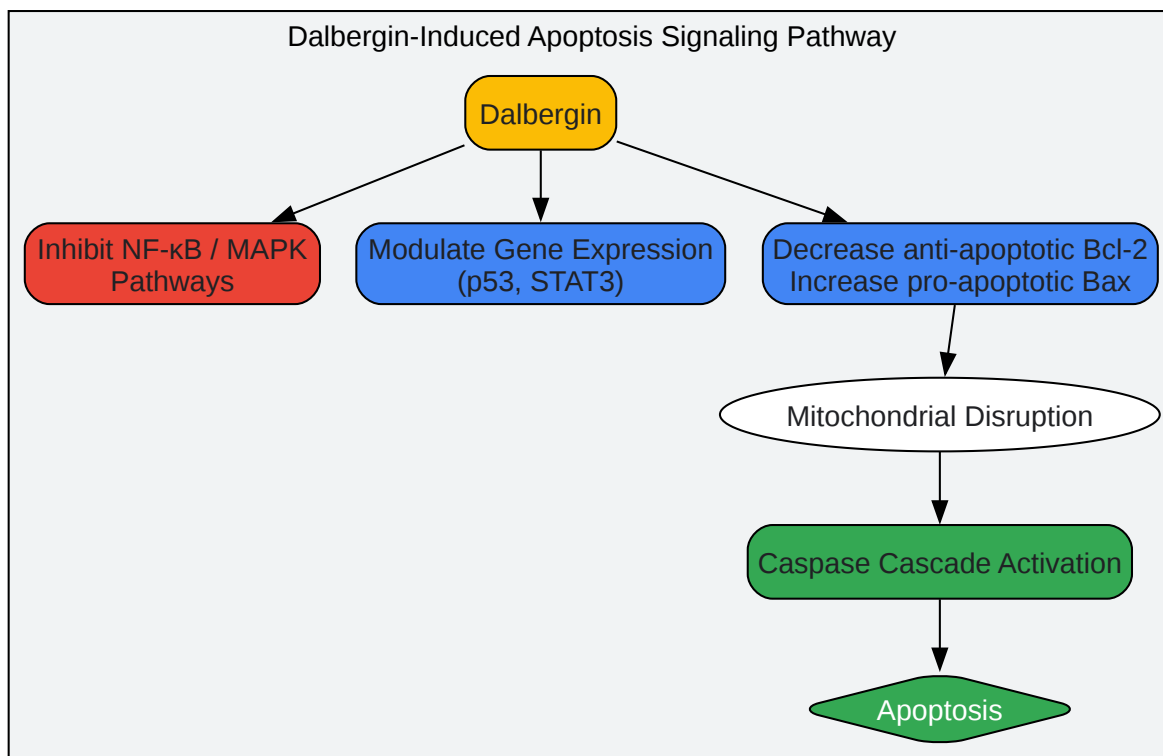 Dalbergin-Induced Apoptosis Signaling Pathway
Dalbergin
Inhibit NF-κB / MAPK
Pathways
Modulate Gene Expression
(p53, STAT3)
Decrease anti-apoptotic Bcl-2
Increase pro-apoptotic Bax
Mitochondrial Disruption
Caspase Cascade Activation
Apoptosis